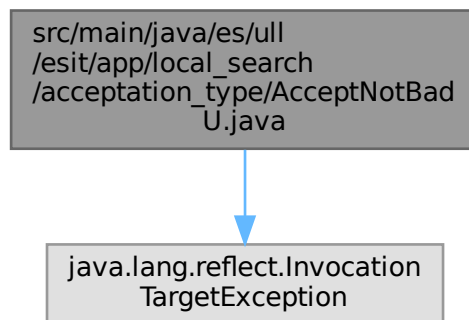 src/main/java/es/ull
/esit/app/local_search
/acceptation_type/AcceptNotBad
U.java
java.lang.reflect.Invocation
TargetException